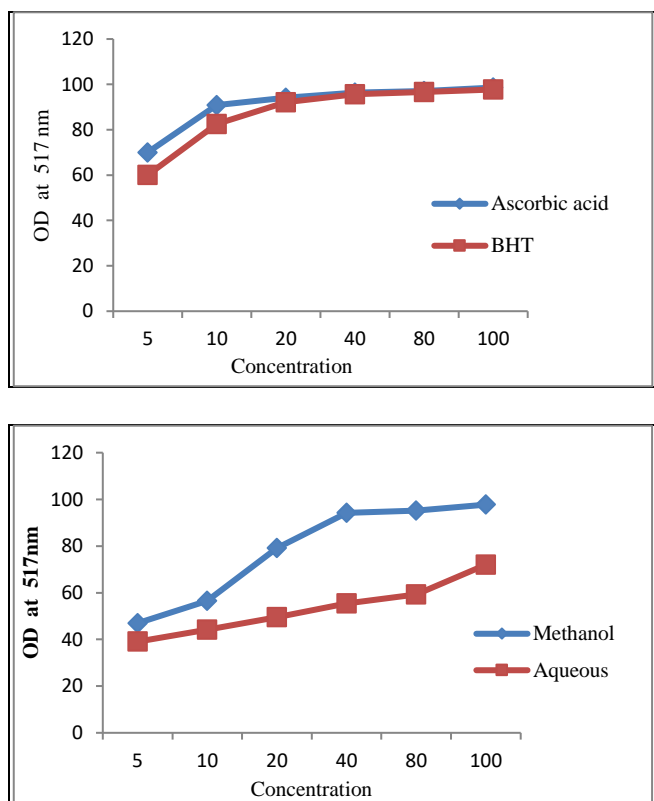 120
100
80
60
40
20
0
OD at 517 nm
Ascorbic acid
BHT
5 10 20 40 80 100
Concentration
120
100
80
60
40
20
0
OD at 517nm
Methanol
Aqueous
5 10 20 40 80 100
Concentration